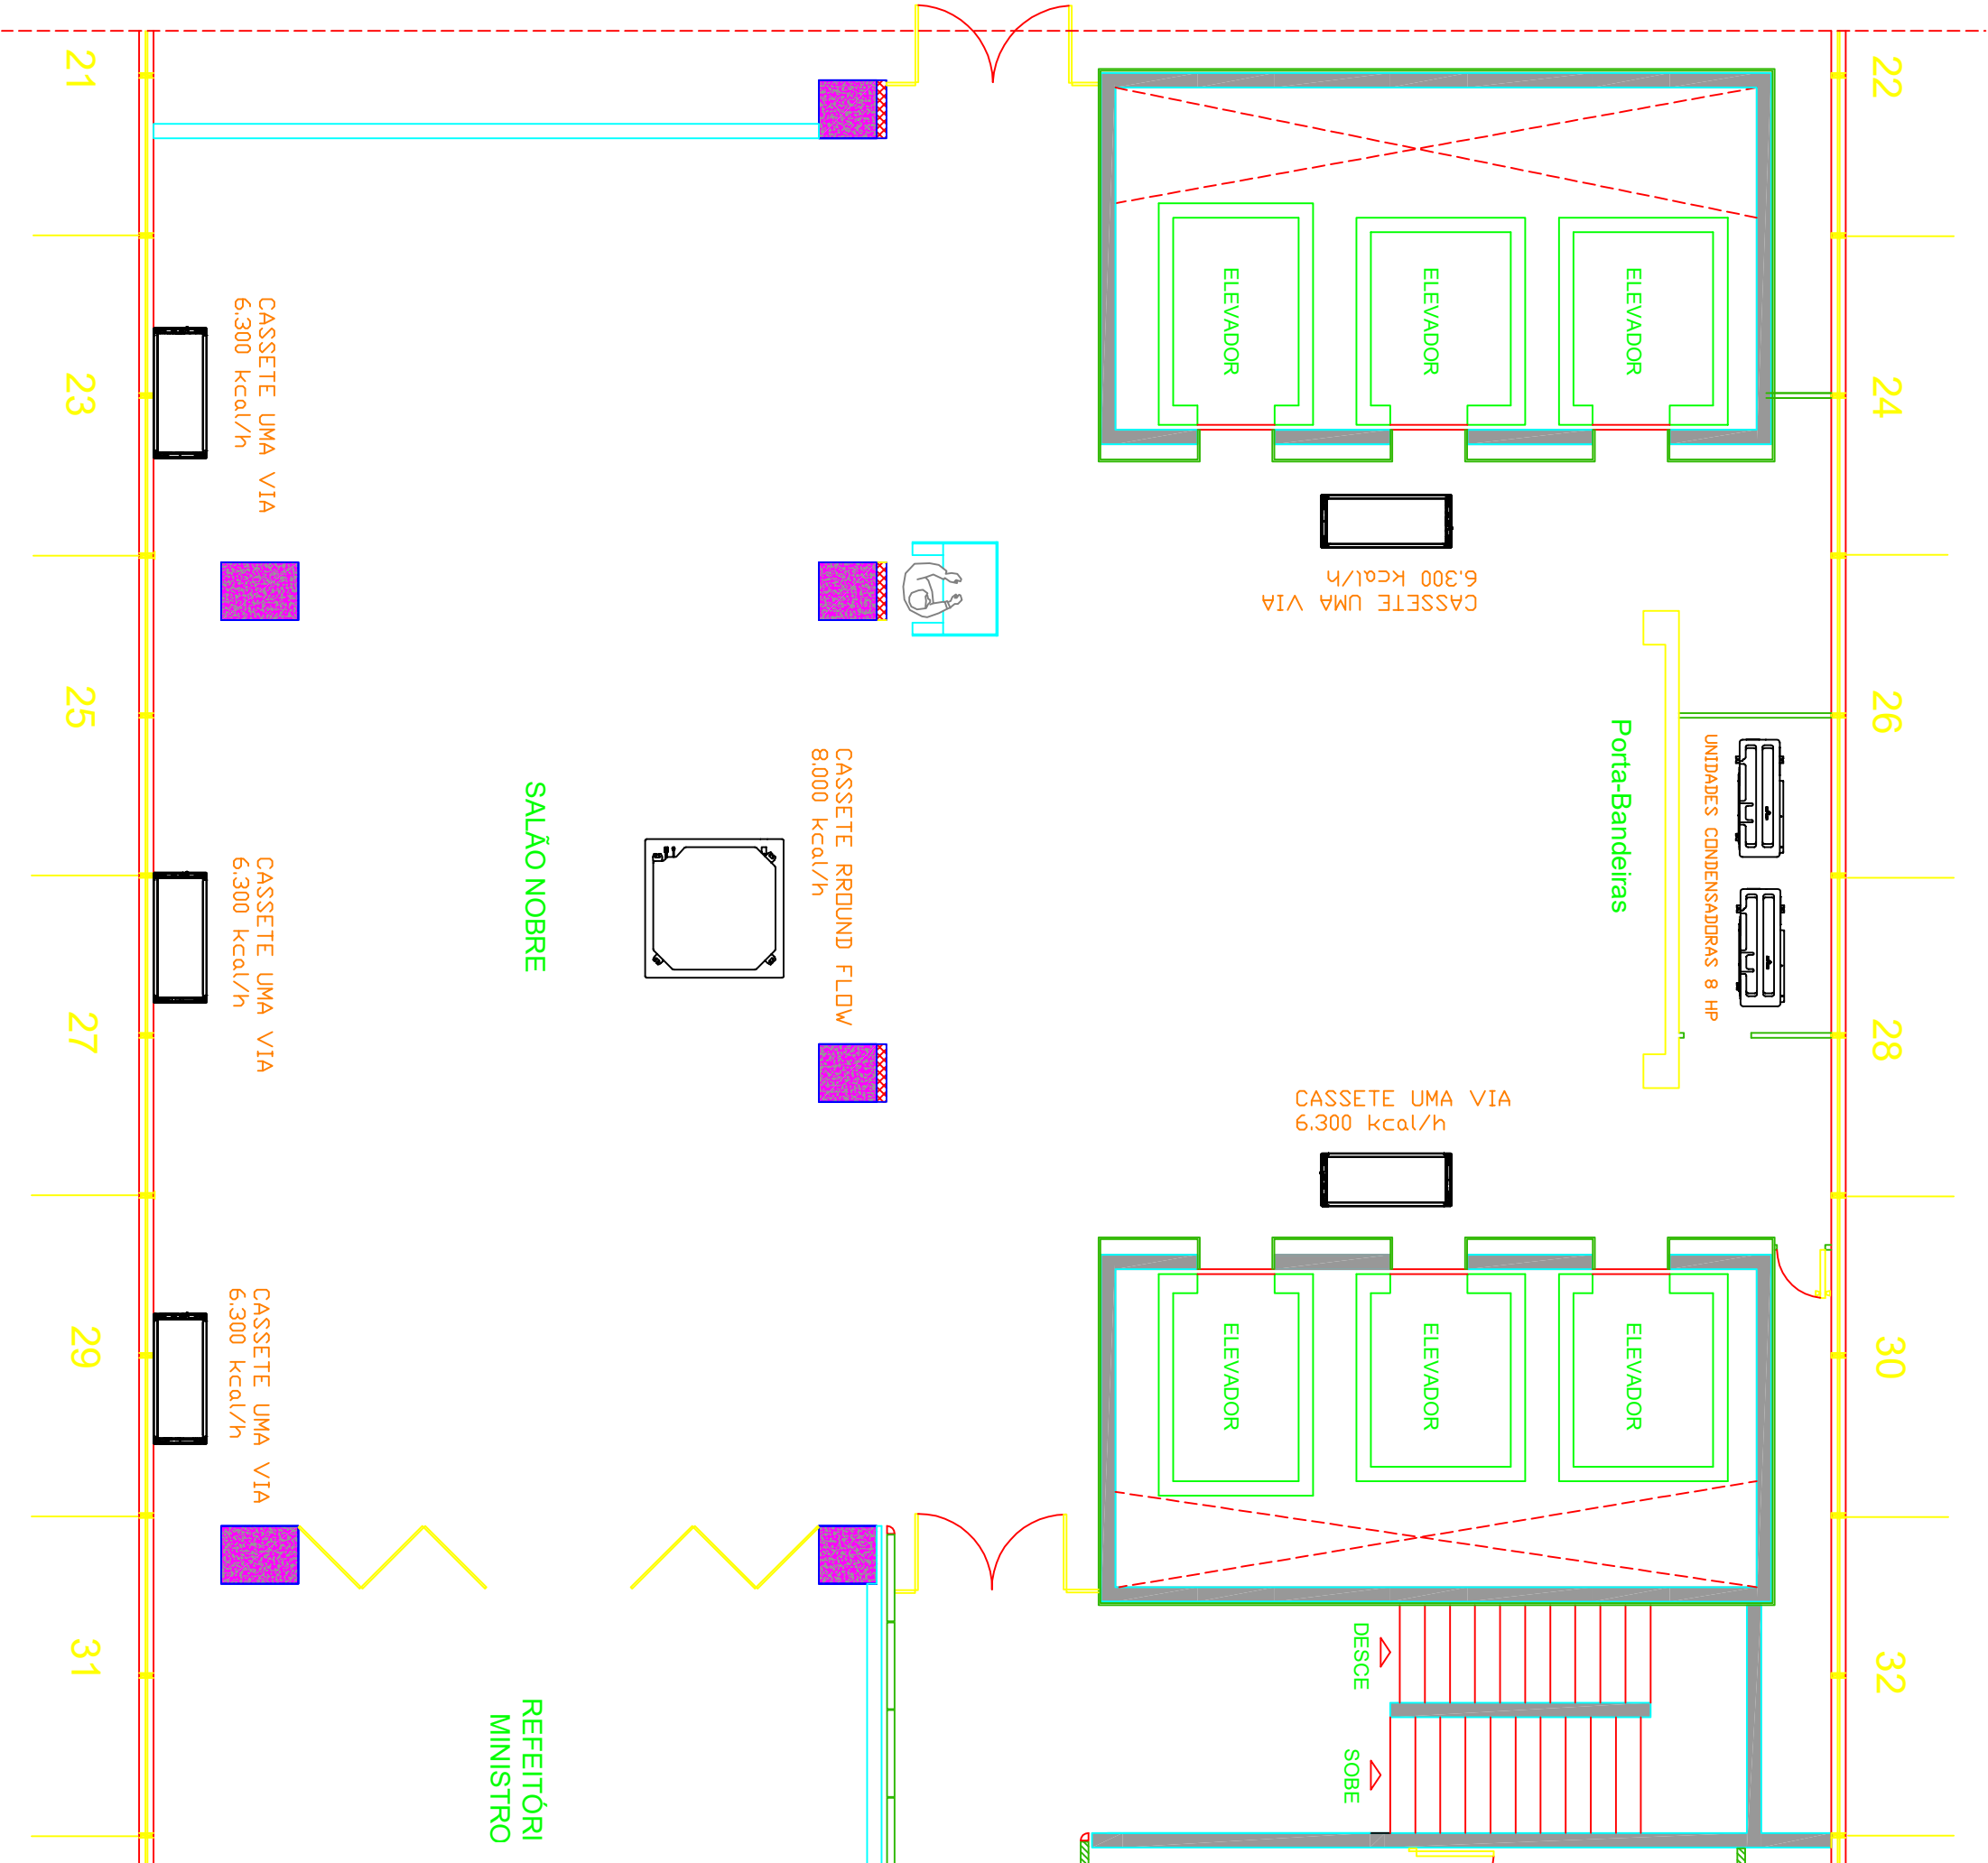 21
22
ELEVADOR
ELEVADOR
ELEVADOR
CASSETE UMA VIA
6.300 kcal/h
23
24
CASSETE UMA VIA
6.300 kcal/h
25
26
Porta-Bandeiras
UNIDADES CONDENSADORAS 8 HP
CASSETE RROUND FLOW
8.000 kcal/h
SALÃO NOBRE
CASSETE UMA VIA
6.300 kcal/h
27
28
CASSETE UMA VIA
6.300 kcal/h
CASSETE UMA VIA
6.300 kcal/h
29
30
ELEVADOR
ELEVADOR
ELEVADOR
31
32
DESCE
SOBE
REFEITÓRI
MINISTRO